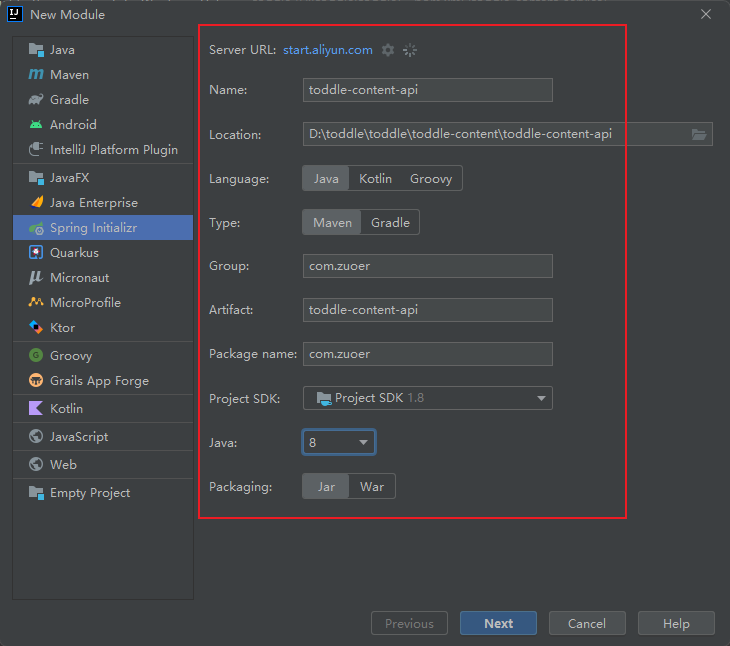 New Module
Java
Maven
Gradle
Android
IntelliJ Platform Plugin
JavaFX
Java Enterprise
Spring Initializr
Quarkus
Micronaut
MicroProfile
Ktor
Groovy
Grails App Forge
Kotlin
JavaScript
Web
Empty Project
Server URL: start.aliyun.com
Name: toddle-content-api
Location: D:\toddle\toddle\toddle-content\toddle-content-api
Language: Java Kotlin Groovy
Type: Maven Gradle
Group: com.zuoer
Artifact: toddle-content-api
Package name: com.zuoer
Project SDK: Project SDK 1.8
Java: 8
Packaging: Jar War
Previous Next Cancel Help